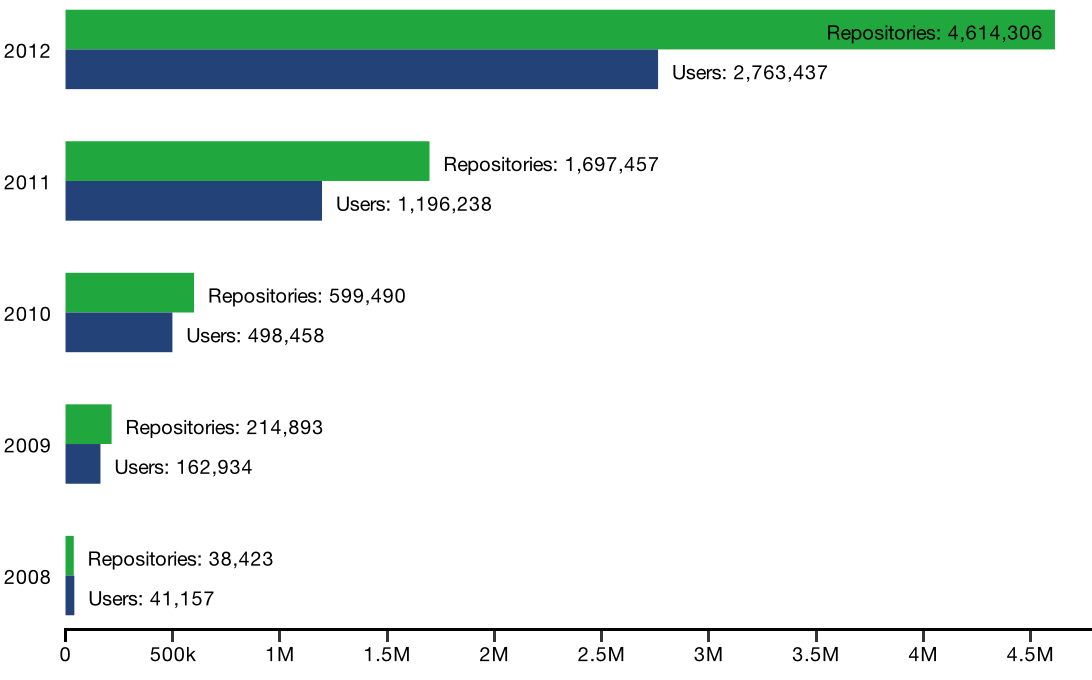 Repositories: 4,614,306
2012
Users: 2,763,437
Repositories: 1,697,457
2011
Users: 1,196,238
Repositories: 599,490
2010
Users: 498,458
Repositories: 214,893
2009
Users: 162,934
Repositories: 38,423
2008
Users: 41,157
0 500k 1M 1.5M 2M 2.5M 3M 3.5M 4M 4.5M